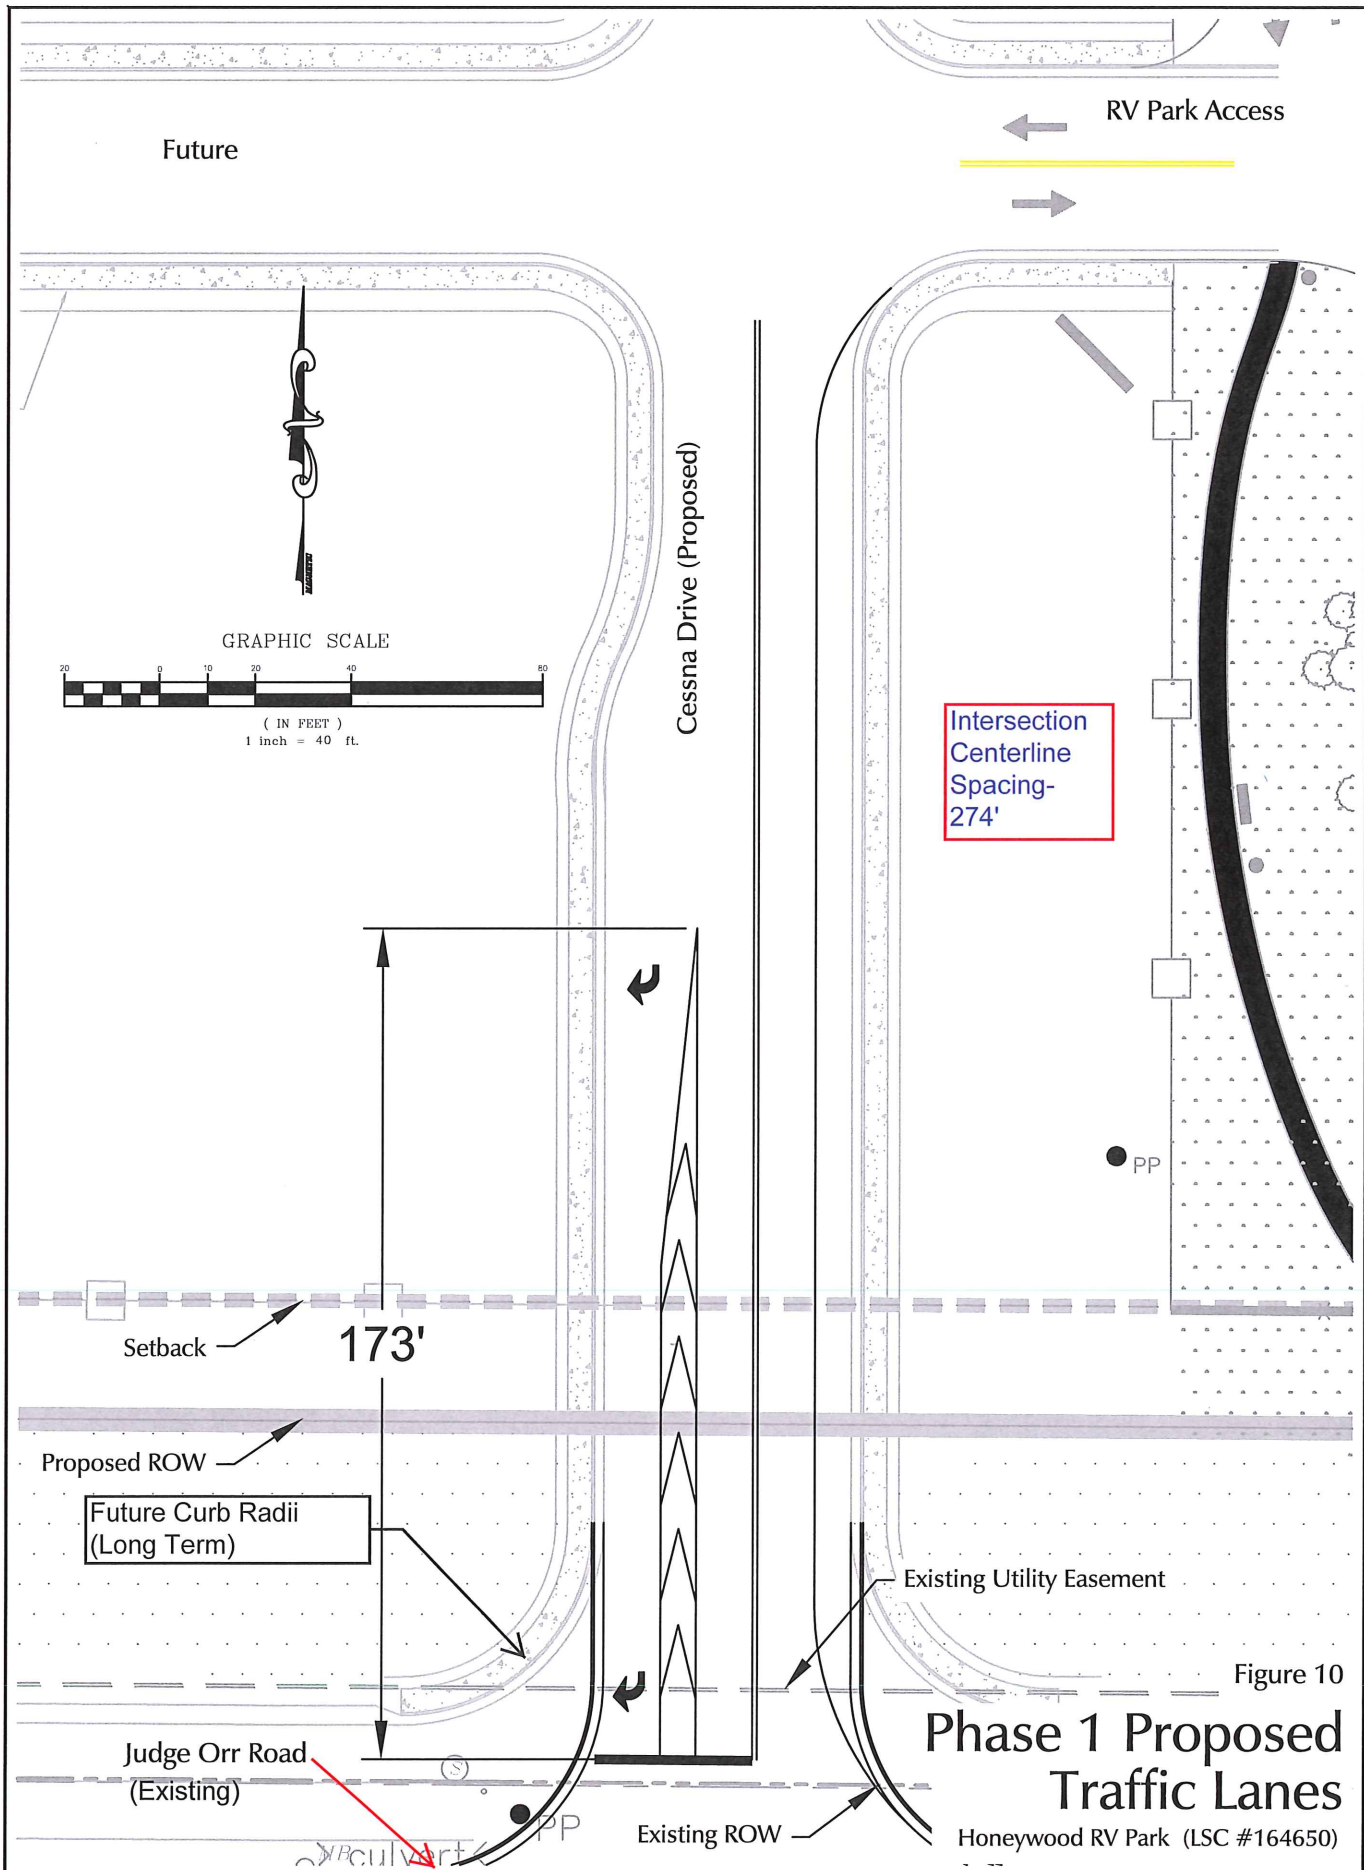 RV Park Access
Future
Cessna Drive (Proposed)
GRAPHIC SCALE
20 0 10 20 40 80
( IN FEET )
1 inch = 40 ft.
Intersection
Centerline
Spacing-
274'
PP
Setback
173'
Proposed ROW
Future Curb Radii
(Long Term)
Existing Utility Easement
Figure 10
Phase 1 Proposed
Traffic Lanes
Judge Orr Road
(Existing)
S
PP
Existing ROW
Honeywood RV Park (LSC #164650)
culvert